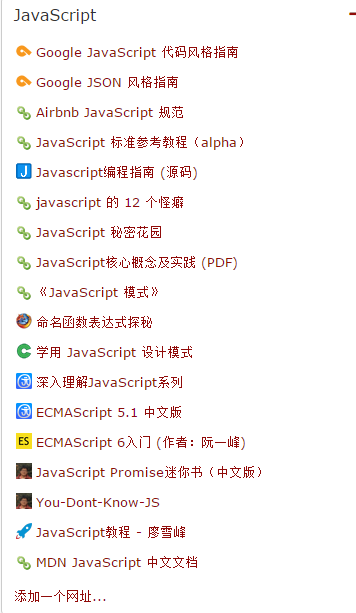 JavaScript
Google JavaScript 代码风格指南
Google JSON 风格指南
Airbnb JavaScript 规范
JavaScript 标准参考教程（alpha）
Javascript编程指南 (源码)
javascript 的 12 个怪癖
JavaScript 秘密花园
JavaScript核心概念及实践 (PDF)
《JavaScript 模式》
命名函数表达式探秘
学用 JavaScript 设计模式
深入理解JavaScript系列
ECMAScript 5.1 中文版
ES ECMAScript 6入门 (作者：阮一峰)
JavaScript Promise迷你书（中文版）
You-Dont-Know-JS
JavaScript教程 - 廖雪峰
MDN JavaScript 中文文档
添加一个网址...